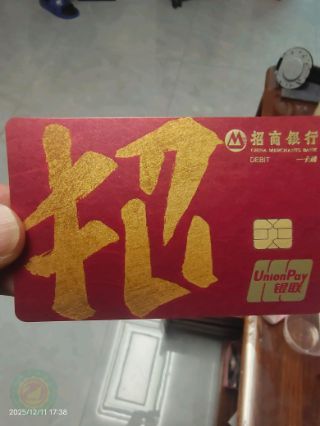 招
招商银行
CHINA MERCHANTS BANK
DEBIT 一卡通
UnionPay
银联
2025/12/11 17:38